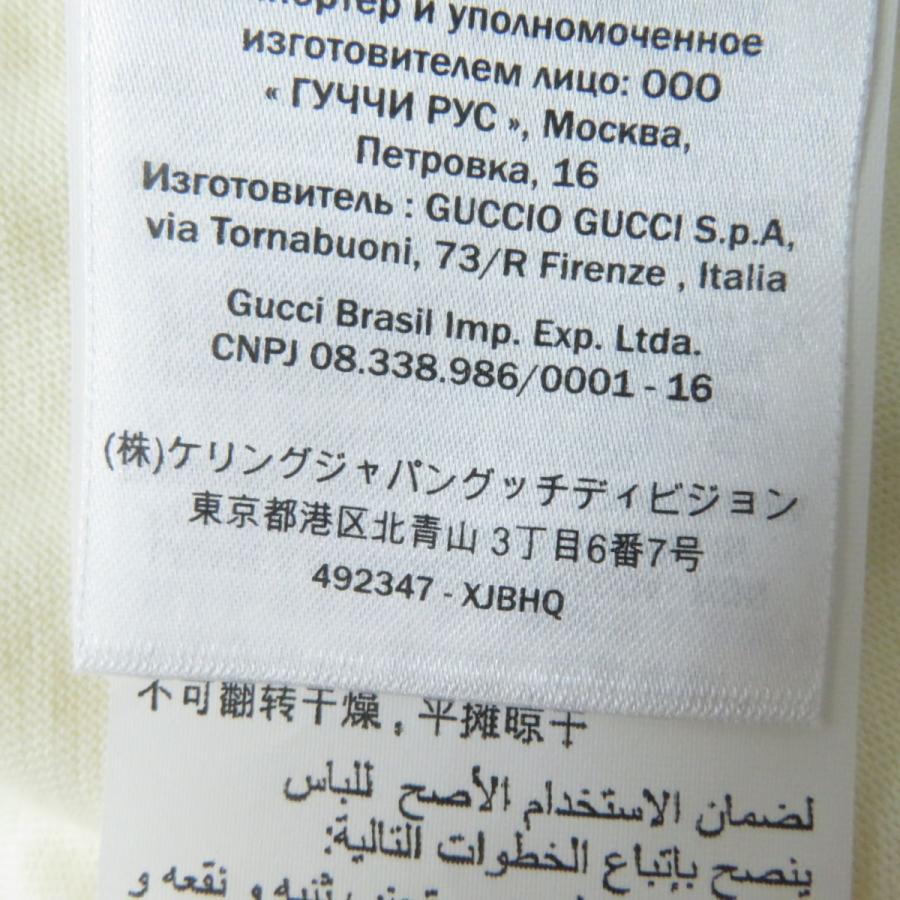 и уполномоченное
изготовителем лицо: ООО
« ГУЧЧИ РУС », Москва,
Петровка, 16
Изготовитель : GUCCIO GUCCI S.p.A,
via Tornabuoni, 73/R Firenze , Italia
Gucci Brasil Imp. Exp. Ltda.
CNPJ 08.338.986/0001 - 16
(株)ケリングジャパングッチディビジョン
東京都港区北青山 3丁目6番7号
492347 - XJBHQ
不可翻转干燥，平摊晾干
لضمان الاستخدام الأصح للباس
ينصح بإتباع الخطوات التالية:
ثنيه و نقعه و